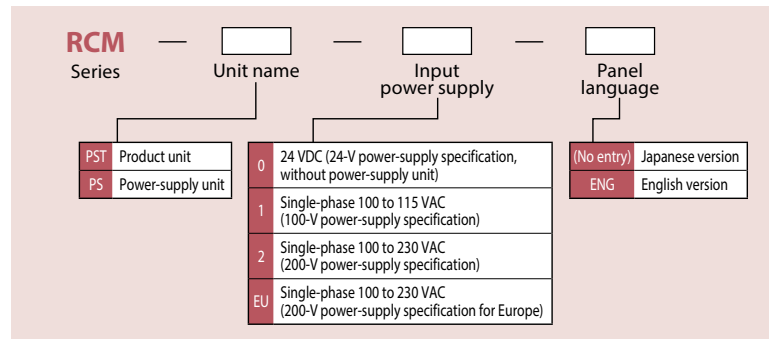 RCM — — —
Series Unit name Input power supply Panel language
PST Product unit
PS Power-supply unit
0 24 VDC (24-V power-supply specification,
without power-supply unit)
1 Single-phase 100 to 115 VAC
(100-V power-supply specification)
2 Single-phase 100 to 230 VAC
(200-V power-supply specification)
EU Single-phase 100 to 230 VAC
(200-V power-supply specification for Europe)
(No entry) Japanese version
ENG English version